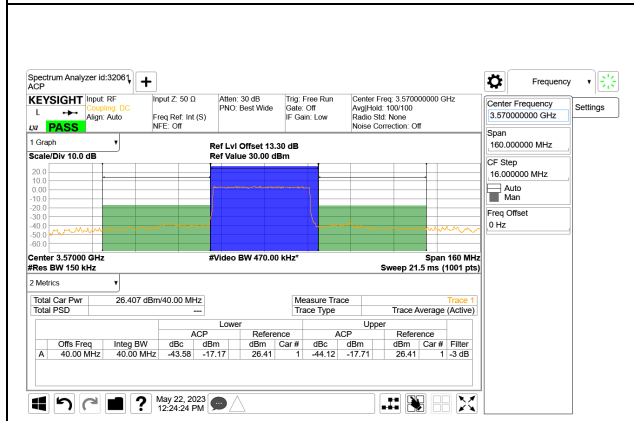 Spectrum Analyzer id:32061
ACP
Frequency
KEYSIGHT
L
LXI
PASS
Input: RF
Coupling: DC
Align: Auto
Input Z: 50 Ω
Freq Ref: Int (S)
NFE: Off
Atten: 30 dB
PNO: Best Wide
Trig: Free Run
Gate: Off
IF Gain: Low
Center Freq: 3.570000000 GHz
Avg|Hold: 100/100
Radio Std: None
Noise Correction: Off
Center Frequency
3.570000000 GHz
Settings
Span
160.000000 MHz
CF Step
16.000000 MHz
Auto
Man
Freq Offset
0 Hz
1 Graph
Scale/Div 10.0 dB
Ref Lvl Offset 13.30 dB
Ref Value 30.00 dBm
20.0
10.0
0.00
-10.0
-20.0
-30.0
-40.0
-50.0
-60.0
Center 3.57000 GHz
#Video BW 470.00 kHz*
Span 160 MHz
#Res BW 150 kHz
Sweep 21.5 ms (1001 pts)
2 Metrics
Total Car Pwr 26.407 dBm/40.00 MHz
Total PSD ---
Measure Trace Trace 1
Trace Type Trace Average (Active)
Lower Upper
ACP Reference ACP Reference
Offs Freq Integ BW dBc dBm dBm Car # dBc dBm dBm Car # Filter
A 40.00 MHz 40.00 MHz -43.58 -17.17 26.41 1 -44.12 -17.71 26.41 1 -3 dB
May 22, 2023
12:24:24 PM